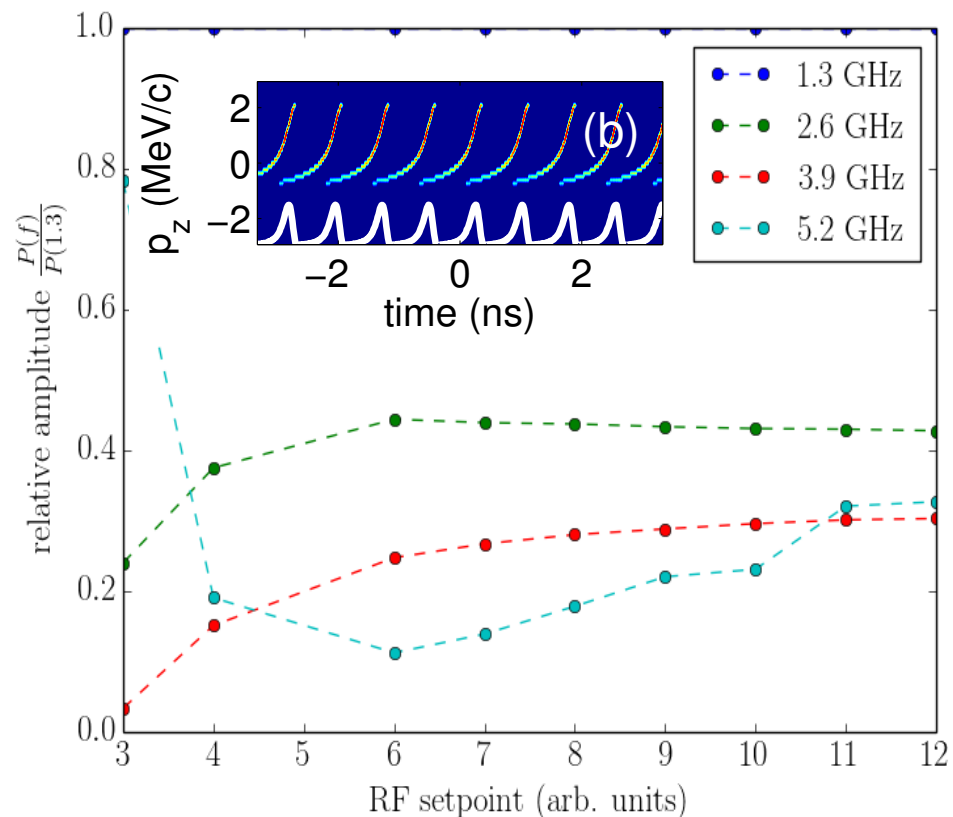 1.0
0.8
0.6
0.4
0.2
0.0
relative amplitude P(f)/P(1.3)
3 4 5 6 7 8 9 10 11 12
RF setpoint (arb. units)
1.3 GHz
2.6 GHz
3.9 GHz
5.2 GHz
(b)
p_z (MeV/c)
2
0
−2
−2 0 2
time (ns)